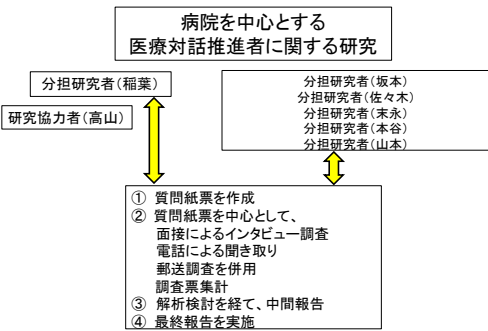 病院を中心とする
医療対話推進者に関する研究
分担研究者(稲葉)
研究協力者(高山)
分担研究者(坂本)
分担研究者(佐々木)
分担研究者(末永)
分担研究者(本谷)
分担研究者(山本)
① 質問紙票を作成
② 質問紙票を中心として、
面接によるインタビュー調査
電話による聞き取り
郵送調査を併用
調査票集計
③ 解析検討を経て、中間報告
④ 最終報告を実施